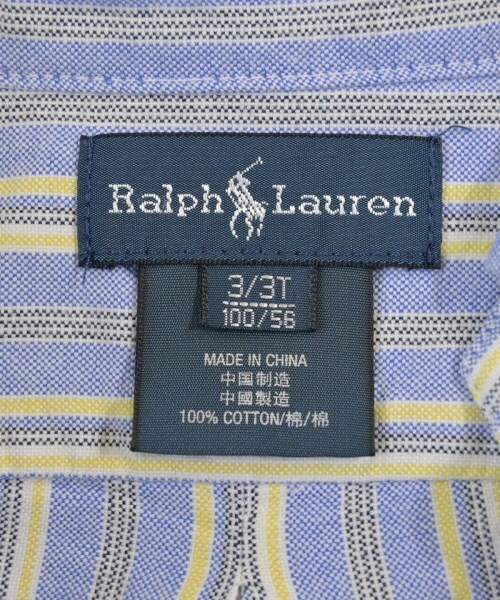 Ralph Lauren
3/3T
100/56
MADE IN CHINA
中国制造
中國製造
100% COTTON/棉/棉